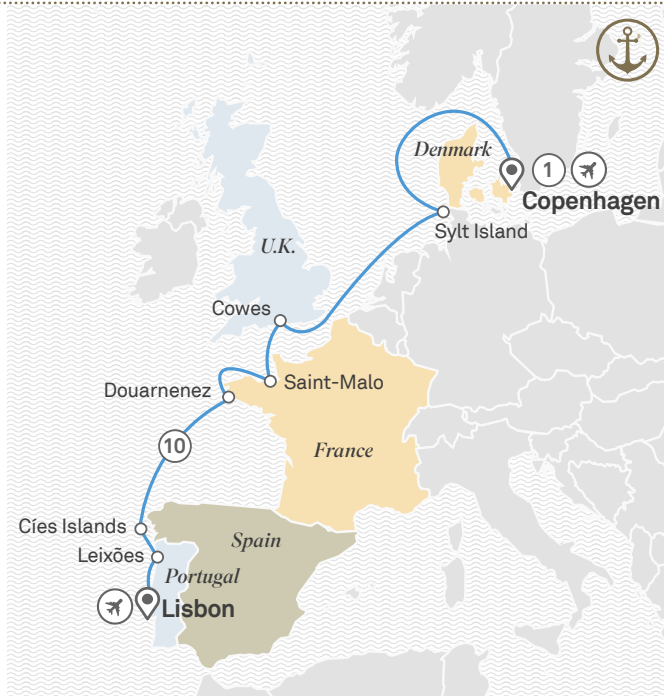 Denmark
1
Copenhagen
Sylt Island
U.K.
Cowes
Saint-Malo
Douarnenez
France
10
Cíes Islands
Spain
Leixões
Portugal
Lisbon